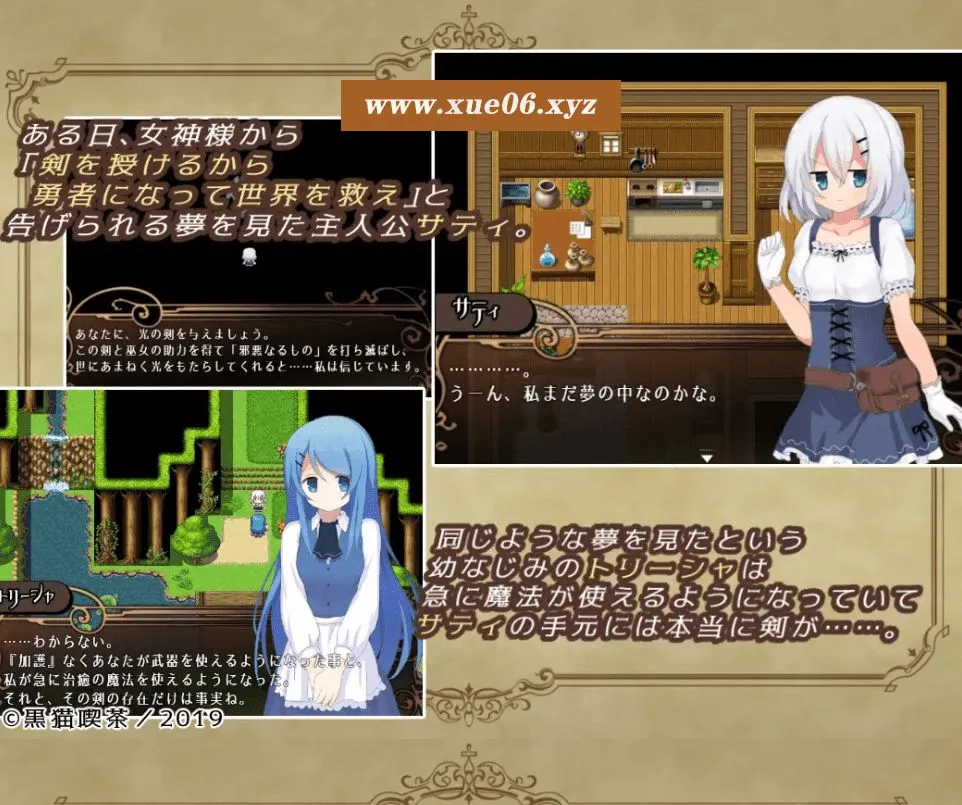 www.xue06.xyz
ある日、女神様から
「剣を授けるから
勇者になって世界を救え」と
告げられる夢を見た主人公サティ。
あなたに、光の剣を与えましょう。
この剣と巫女の助力を得て「邪悪なるもの」を打ち滅ぼし、
世にあまねく光をもたらしてくれると……私は信じています。
サティ
………。
うーん、私まだ夢の中なのかな。
同じような夢を見たという
幼なじみのトリーシャは
急に魔法が使えるようになっていて
サティの手元には本当に剣が……。
トリーシャ
……わからない。
『加護』なくあなたが武器を使えるようになった事と、
私が急に治癒の魔法を使えるようになった。
それと、その剣の存在だけは事実ね。
©黒猫喫茶／2019